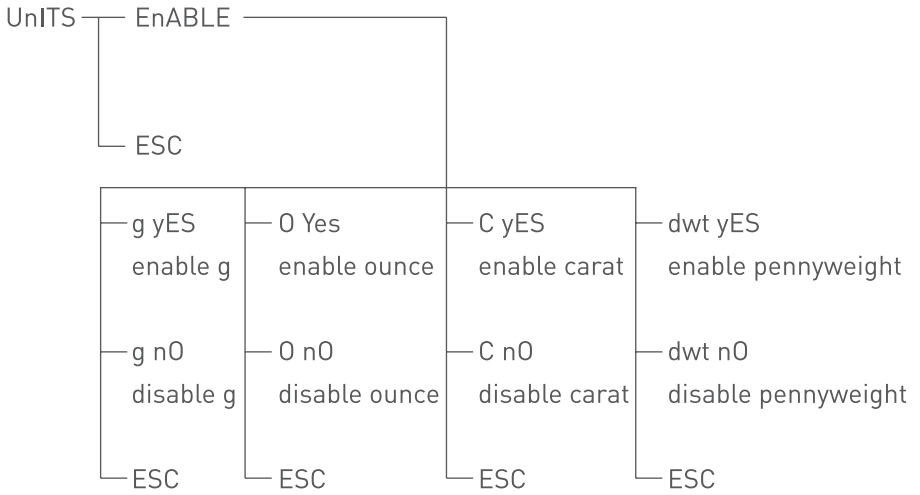 UnITS EnABLE
ESC
g yES O Yes C yES dwt yES
enable g enable ounce enable carat enable pennyweight
g nO O nO C nO dwt nO
disable g disable ounce disable carat disable pennyweight
ESC ESC ESC ESC